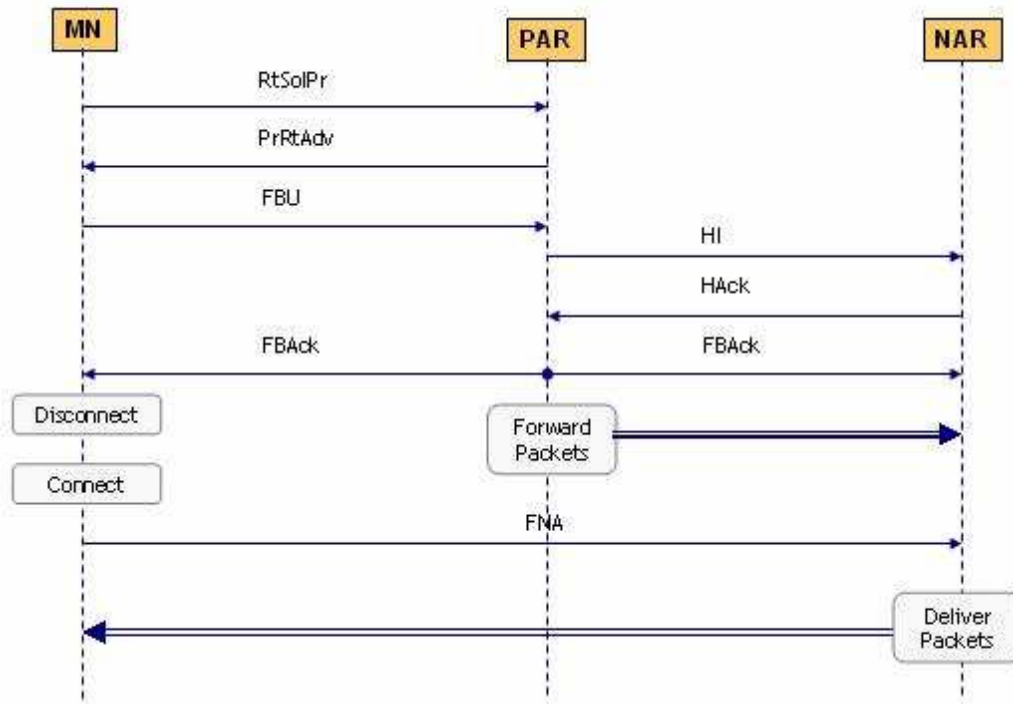 MN
PAR
NAR
RtSolPr
PrRtAdv
FBU
HI
HAck
FBAck
FBAck
Disconnect
Forward
Packets
Connect
FNA
Deliver
Packets